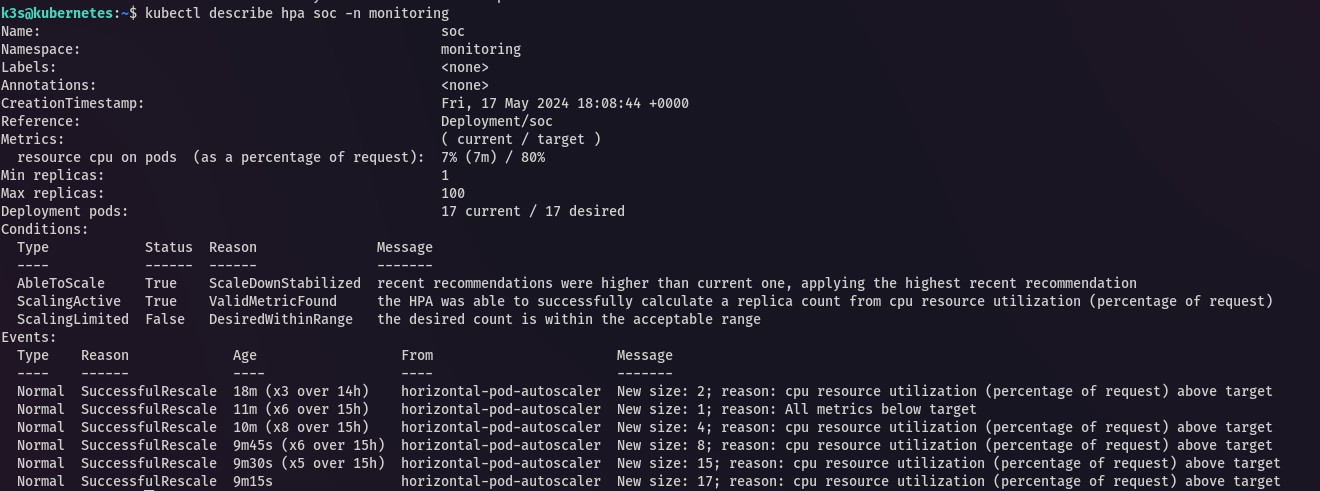 k3s@kubernetes:~$ kubectl describe hpa soc -n monitoring
Name: soc
Namespace: monitoring
Labels: <none>
Annotations: <none>
CreationTimestamp: Fri, 17 May 2024 18:08:44 +0000
Reference: Deployment/soc
Metrics: ( current / target )
resource cpu on pods (as a percentage of request): 7% (7m) / 80%
Min replicas: 1
Max replicas: 100
Deployment pods: 17 current / 17 desired
Conditions:
Type Status Reason Message
---- ------ ------ -------
AbleToScale True ScaleDownStabilized recent recommendations were higher than current one, applying the highest recent recommendation
ScalingActive True ValidMetricFound the HPA was able to successfully calculate a replica count from cpu resource utilization (percentage of request)
ScalingLimited False DesiredWithinRange the desired count is within the acceptable range
Events:
Type Reason Age From Message
---- ------ ---- ---- -------
Normal SuccessfulRescale 18m (x3 over 14h) horizontal-pod-autoscaler New size: 2; reason: cpu resource utilization (percentage of request) above target
Normal SuccessfulRescale 11m (x6 over 15h) horizontal-pod-autoscaler New size: 1; reason: All metrics below target
Normal SuccessfulRescale 10m (x8 over 15h) horizontal-pod-autoscaler New size: 4; reason: cpu resource utilization (percentage of request) above target
Normal SuccessfulRescale 9m45s (x6 over 15h) horizontal-pod-autoscaler New size: 8; reason: cpu resource utilization (percentage of request) above target
Normal SuccessfulRescale 9m30s (x5 over 15h) horizontal-pod-autoscaler New size: 15; reason: cpu resource utilization (percentage of request) above target
Normal SuccessfulRescale 9m15s horizontal-pod-autoscaler New size: 17; reason: cpu resource utilization (percentage of request) above target